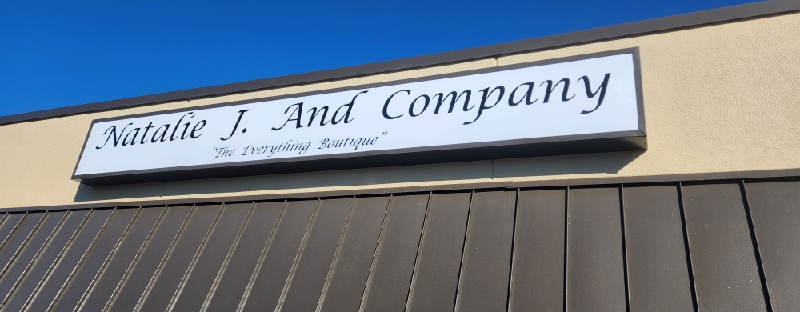 Natalie J. And Company
"The Everything Boutique"